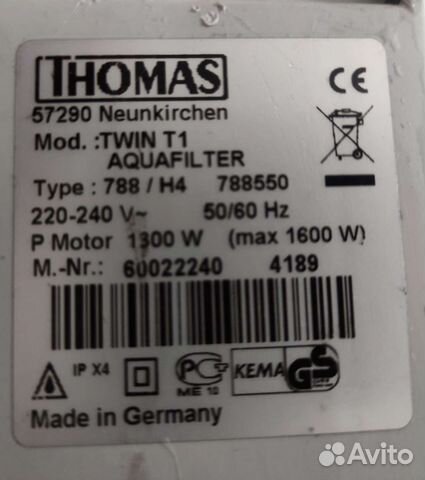 THOMAS
CE
57290 Neunkirchen
Mod. :TWIN T1
AQUAFILTER
Type : 788 / H4 788550
220-240 V~ 50/60 Hz
P Motor 1300 W (max 1600 W)
M.-Nr.: 60022240 4189
IP X4 PC ME 10 KEMA GS
Made in Germany
Avito